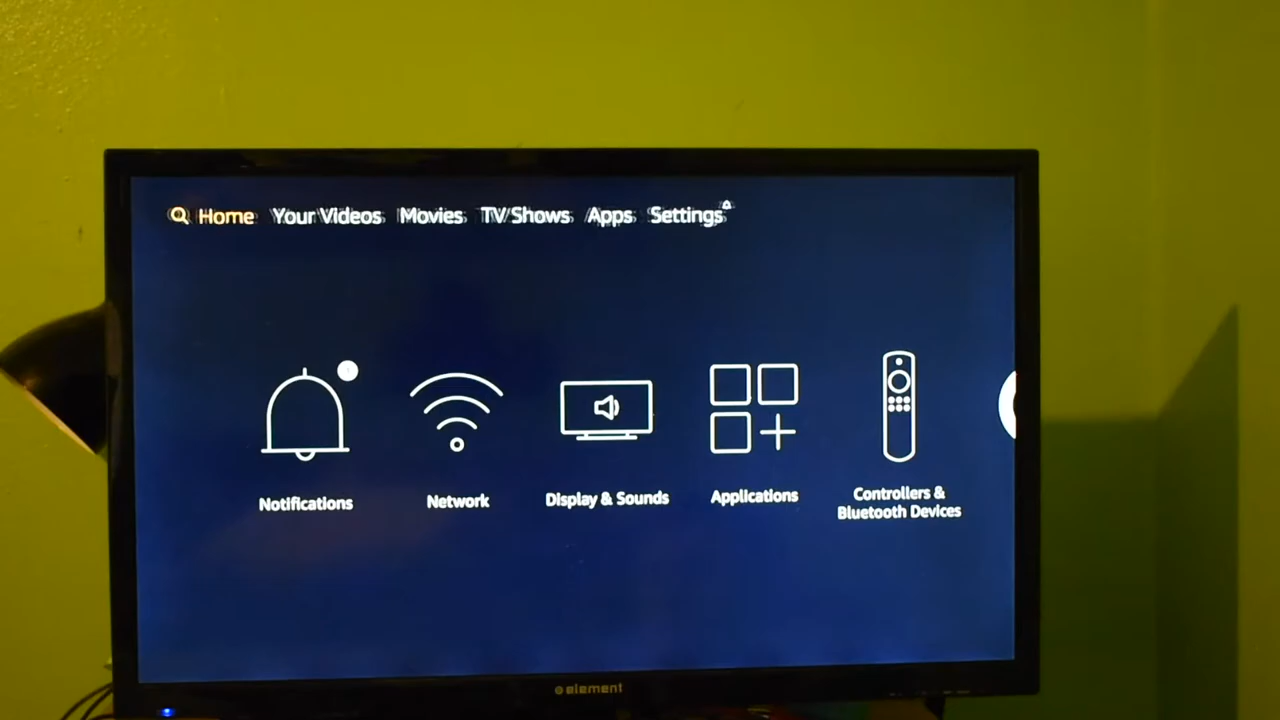 Home Your Videos Movies TV Shows Apps Settings
Notifications
Network
Display & Sounds
Applications
Controllers &
Bluetooth Devices
element